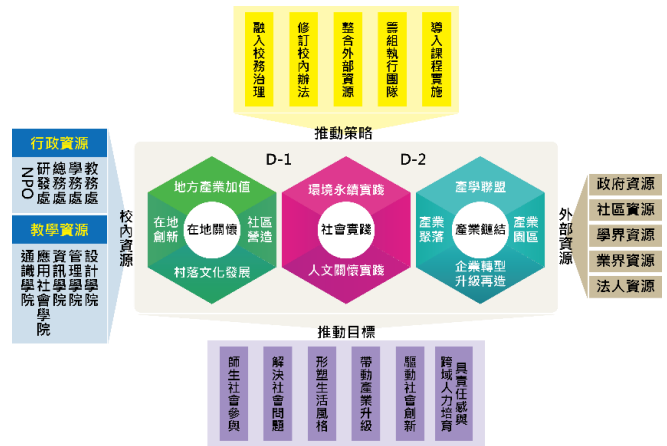 融入校務治理
修訂校內辦法
整合外部資源
籌組執行團隊
導入課程實施
推動策略
行政資源
教務處
學務處
總務處
研發處
NPO
教學資源
設計學院
管理學院
資訊學院
應用社會學院
通識學院
校內資源
D-1
D-2
地方產業加值
在地
創新
在地關懷
社區
營造
村落文化發展
環境永續實踐
社會實踐
人文關懷實踐
產學聯盟
產業
聚落
產業鏈結
產業
園區
企業轉型
升級再造
外部資源
政府資源
社區資源
學界資源
業界資源
法人資源
推動目標
師生社會參與
解決社會問題
形塑生活風格
帶動產業升級
驅動社會創新
具責任感與
跨域人力培育